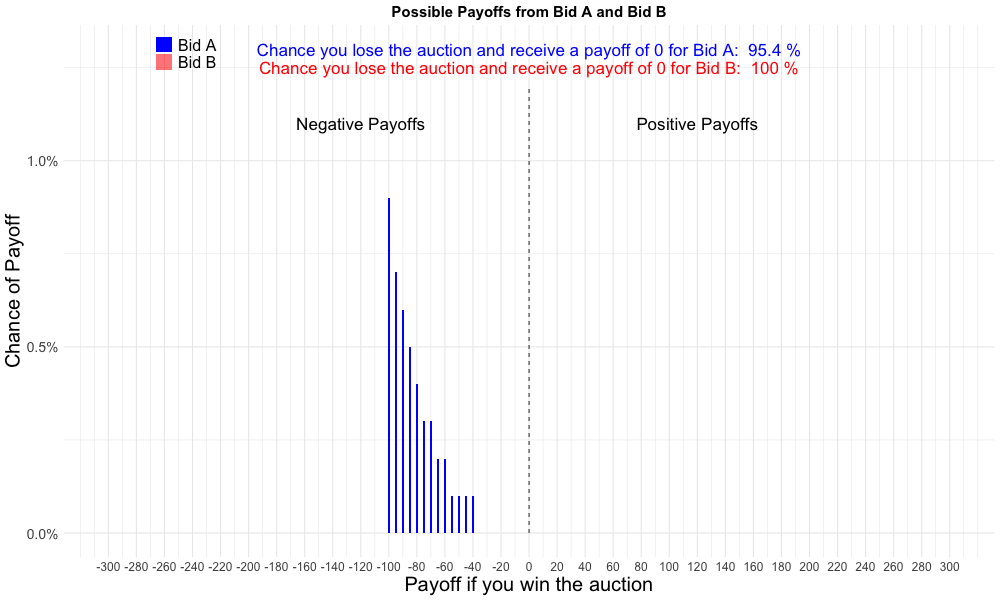 Possible Payoffs from Bid A and Bid B
Bid A
Bid B
Chance you lose the auction and receive a payoff of 0 for Bid A:  95.4 %
Chance you lose the auction and receive a payoff of 0 for Bid B:  100 %
Negative Payoffs
Positive Payoffs
Chance of Payoff
1.0%
0.5%
0.0%
-300 -280 -260 -240 -220 -200 -180 -160 -140 -120 -100 -80 -60 -40 -20 0 20 40 60 80 100 120 140 160 180 200 220 240 260 280 300
Payoff if you win the auction